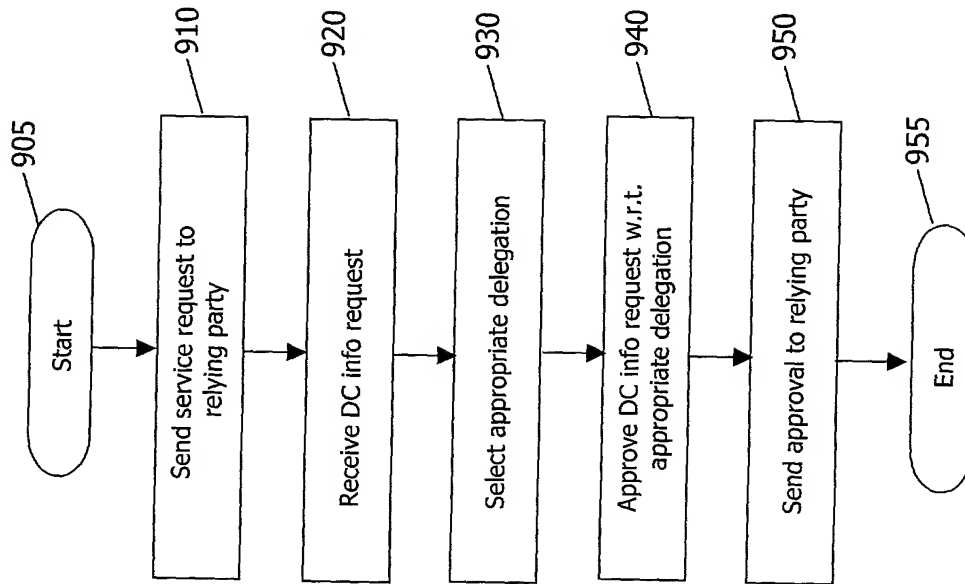 905
Start
910
Send service request to
relying party
920
Receive DC info request
930
Select appropriate delegation
940
Approve DC info request w.r.t.
appropriate delegation
950
Send approval to relying party
955
End